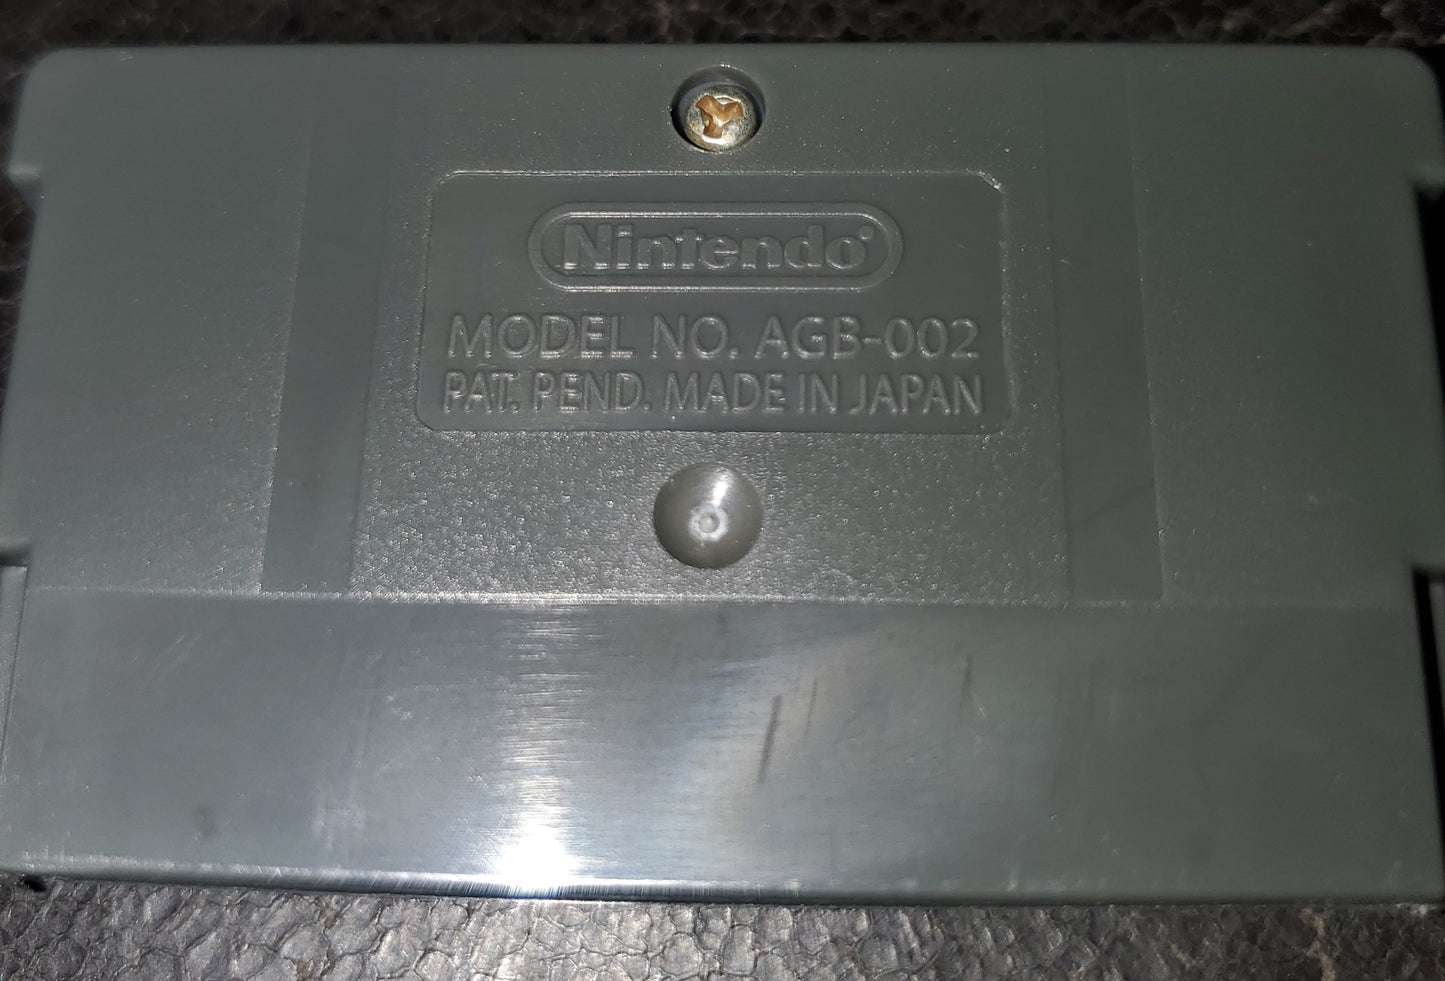 Nintendo®
MODEL NO. AGB-002
PAT. PEND. MADE IN JAPAN